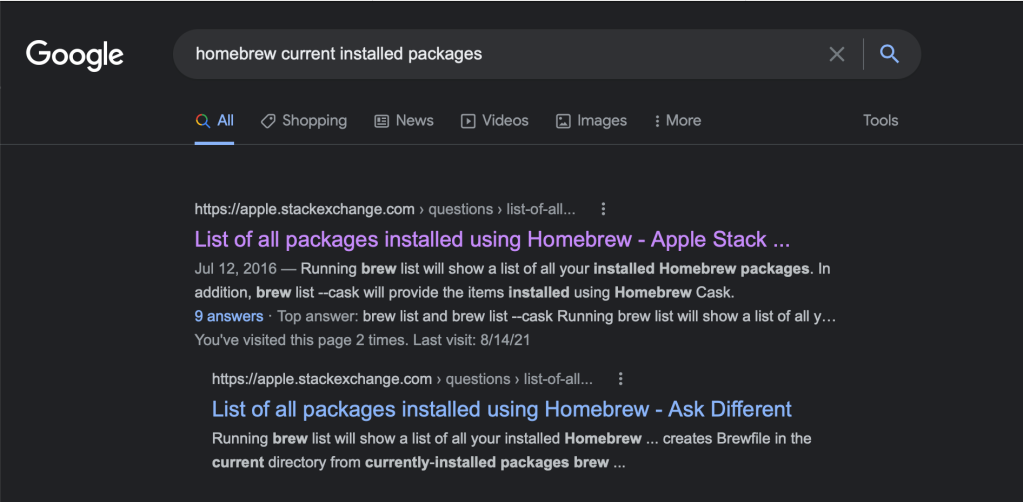 Google
homebrew current installed packages
All Shopping News Videos Images More Tools
https://apple.stackexchange.com › questions › list-of-all...
List of all packages installed using Homebrew - Apple Stack ...
Jul 12, 2016 — Running brew list will show a list of all your installed Homebrew packages. In
addition, brew list --cask will provide the items installed using Homebrew Cask.
9 answers · Top answer: brew list and brew list --cask Running brew list will show a list of all y…
You've visited this page 2 times. Last visit: 8/14/21
https://apple.stackexchange.com › questions › list-of-all...
List of all packages installed using Homebrew - Ask Different
Running brew list will show a list of all your installed Homebrew ... creates Brewfile in the
current directory from currently-installed packages brew ...